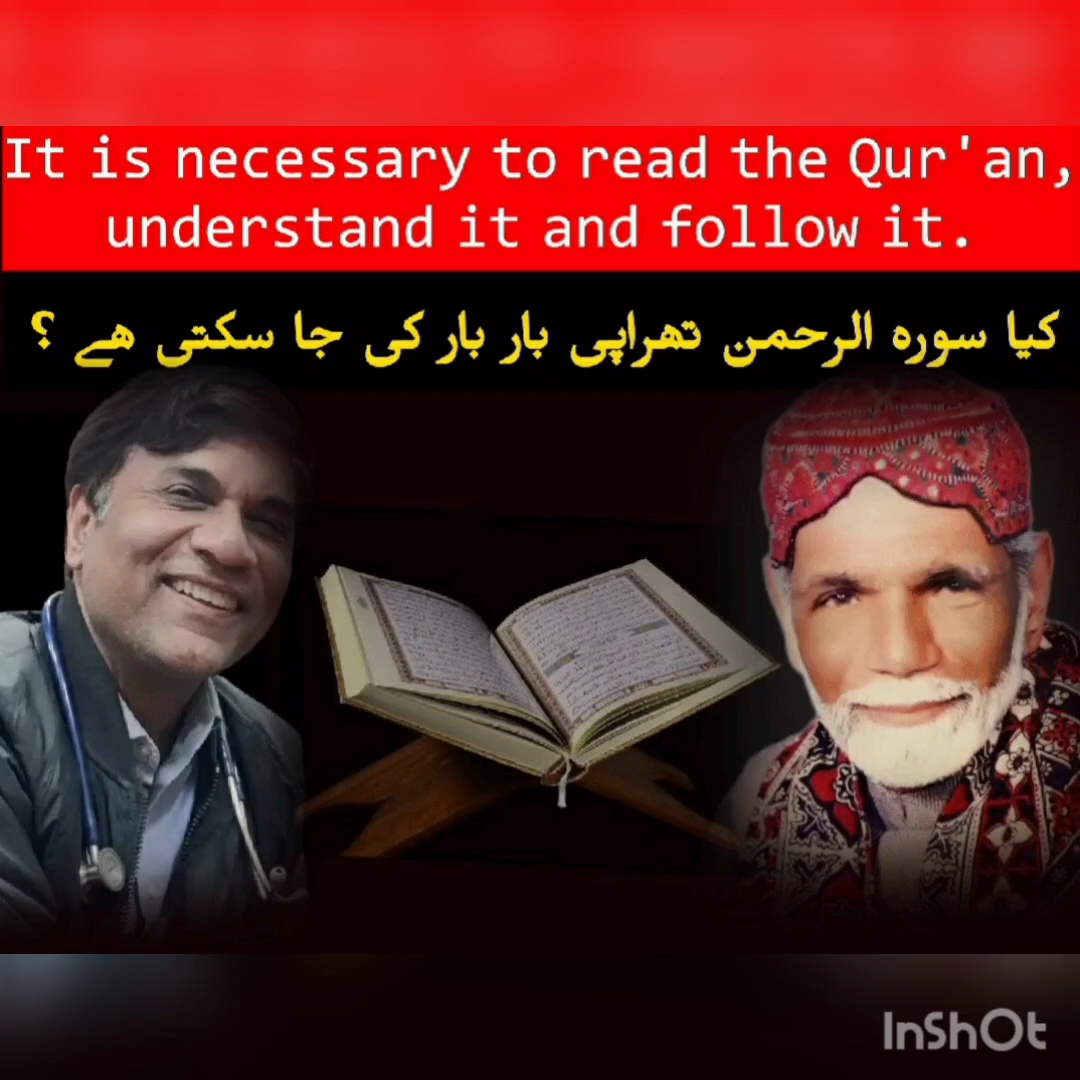 It is necessary to read the Qur'an,
understand it and follow it.
کیا سورہ الرحمن تھراپی بار بار کی جا سکتی ھے ؟
InShOt